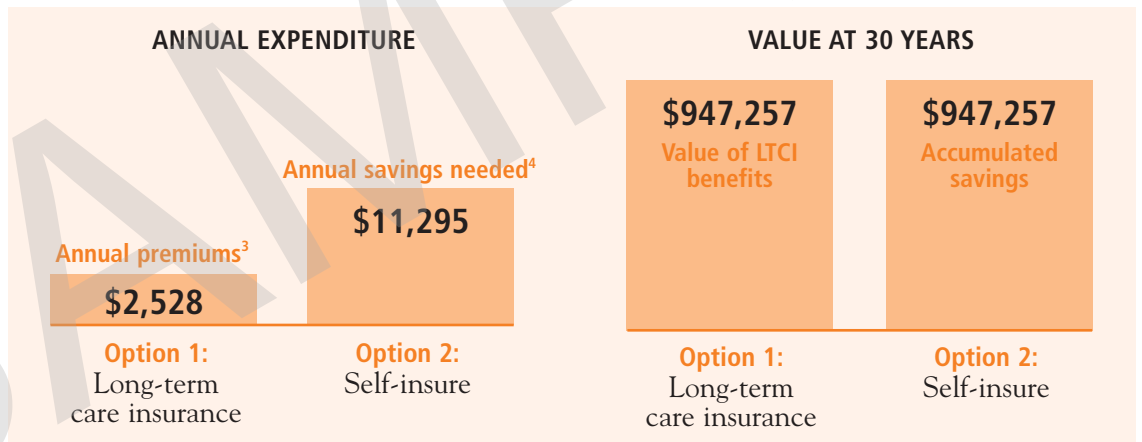 ANNUAL EXPENDITURE
Annual premiums3
$2,528
Annual savings needed4
$11,295
Option 1:
Long-term
care insurance
Option 2:
Self-insure
VALUE AT 30 YEARS
$947,257
Value of LTCI
benefits
$947,257
Accumulated
savings
Option 1:
Long-term
care insurance
Option 2:
Self-insure